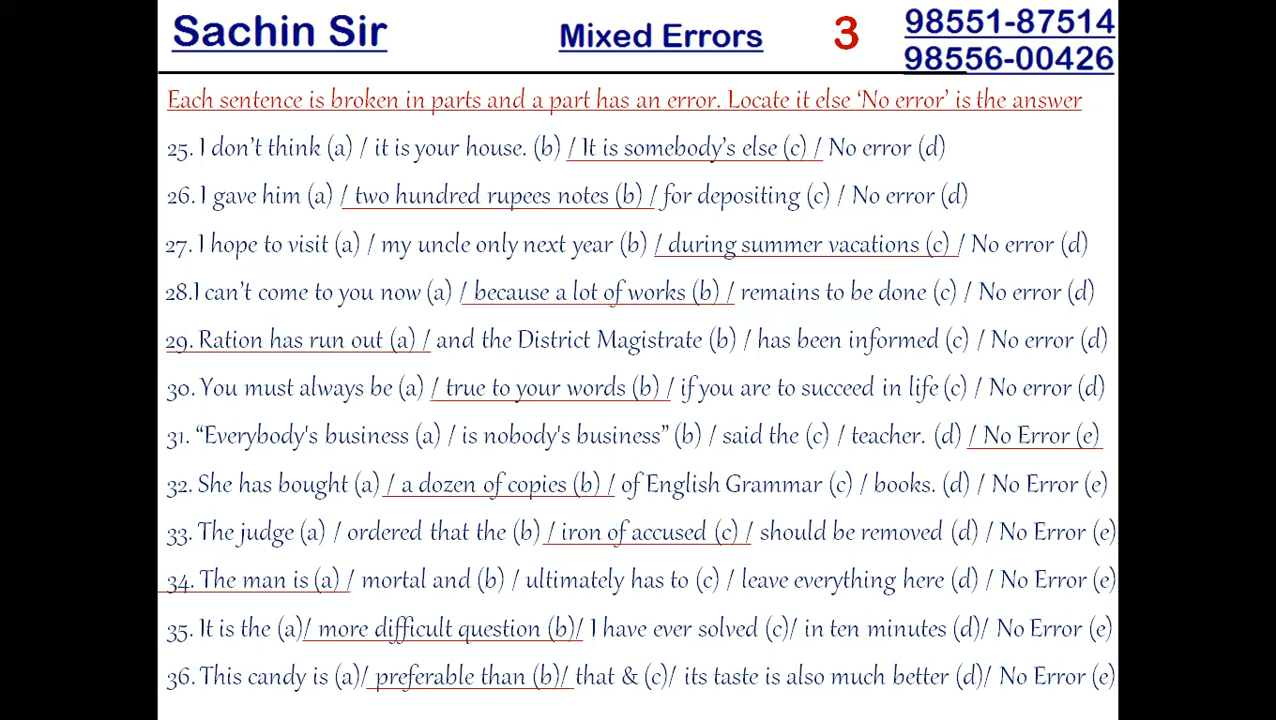 Sachin Sir
Mixed Errors
3
98551-87514
98556-00426
Each sentence is broken in parts and a part has an error. Locate it else ‘No error’ is the answer
25. I don’t think (a) / it is your house. (b) / It is somebody’s else (c) / No error (d)
26. I gave him (a) / two hundred rupees notes (b) / for depositing (c) / No error (d)
27. I hope to visit (a) / my uncle only next year (b) / during summer vacations (c) / No error (d)
28.I can’t come to you now (a) / because a lot of works (b) / remains to be done (c) / No error (d)
29. Ration has run out (a) / and the District Magistrate (b) / has been informed (c) / No error (d)
30. You must always be (a) / true to your words (b) / if you are to succeed in life (c) / No error (d)
31. “Everybody's business (a) / is nobody's business” (b) / said the (c) / teacher. (d) / No Error (e)
32. She has bought (a) / a dozen of copies (b) / of English Grammar (c) / books. (d) / No Error (e)
33. The judge (a) / ordered that the (b) / iron of accused (c) / should be removed (d) / No Error (e)
34. The man is (a) / mortal and (b) / ultimately has to (c) / leave everything here (d) / No Error (e)
35. It is the (a)/ more difficult question (b)/ I have ever solved (c)/ in ten minutes (d)/ No Error (e)
36. This candy is (a)/ preferable than (b)/ that & (c)/ its taste is also much better (d)/ No Error (e)